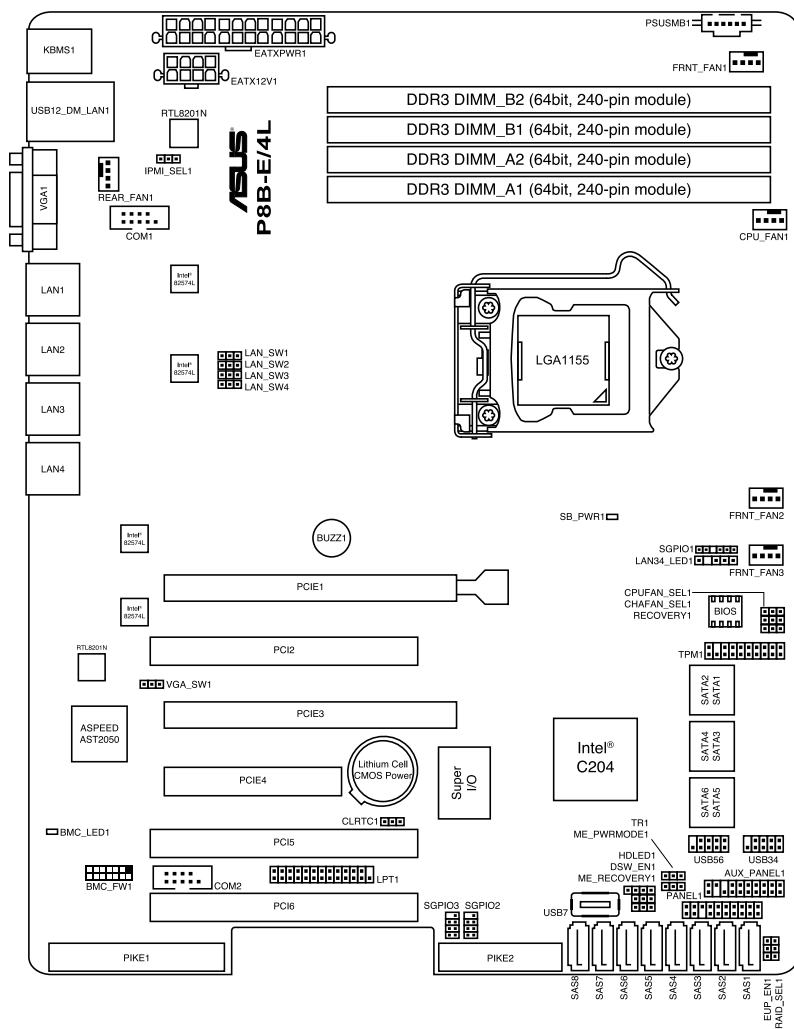 PSUSMB1
KBMS1
EATXPWR1
FRNT_FAN1
EATX12V1
DDR3 DIMM_B2 (64bit, 240-pin module)
USB12_DM_LAN1
RTL8201N
DDR3 DIMM_B1 (64bit, 240-pin module)
ASUS
P8B-E/4L
DDR3 DIMM_A2 (64bit, 240-pin module)
IPMI_SEL1
DDR3 DIMM_A1 (64bit, 240-pin module)
VGA1
REAR_FAN1
COM1
CPU_FAN1
LAN1
Intel®
82574L
LAN2
Intel®
82574L
LAN_SW1
LAN_SW2
LAN_SW3
LAN_SW4
LGA1155
LAN3
LAN4
FRNT_FAN2
SB_PWR1
Intel®
82574L
BUZZ1
SGPIO1
LAN34_LED1
FRNT_FAN3
PCIE1
CPUFAN_SEL1
CHAFAN_SEL1
RECOVERY1
BIOS
Intel®
82574L
RTL8201N
PCI2
TPM1
VGA_SW1
SATA2
SATA1
PCIE3
ASPEED
AST2050
Intel®
C204
SATA4
SATA3
Lithium Cell
CMOS Power
Super
I/O
PCIE4
SATA6
SATA5
CLRTC1
TR1
ME_PWRMODE1
BMC_LED1
PCI5
HDLED1
DSW_EN1
ME_RECOVERY1
USB56
USB34
AUX_PANEL1
BMC_FW1
COM2
LPT1
PANEL1
PCI6
SGPIO3
SGPIO2
USB7
PIKE1
PIKE2
SAS8
SAS7
SAS6
SAS5
SAS4
SAS3
SAS2
SAS1
EUP_EN1
RAID_SEL1